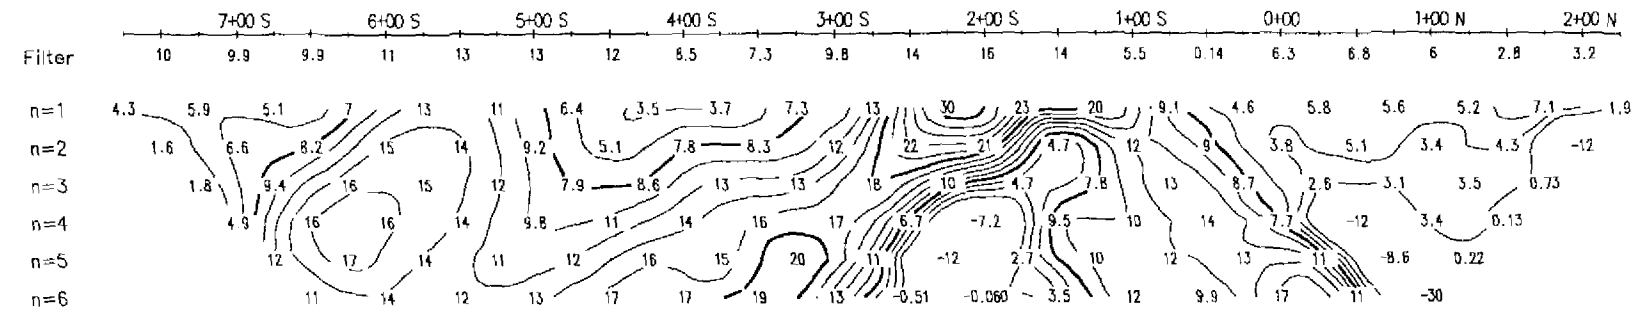 7+00 S 6+00 S 5+00 S 4+00 S 3+00 S 2+00 S 1+00 S 0+00 1+00 N 2+00 N
Filter 10 9.9 9.9 11 13 13 12 8.5 7.3 9.8 14 16 14 5.5 0.14 6.3 6.8 6 2.8 3.2
n=1 4.3 5.9 5.1 7 13 11 6.4 3.5 3.7 7.3 13 30 23 20 9.1 4.6 5.8 5.6 5.2 7.1 1.9
n=2 1.6 6.6 8.2 15 14 9.2 5.1 7.8 8.3 12 22 21 4.7 12 9 3.8 5.1 3.4 4.3 -12
n=3 1.8 9.4 16 15 12 7.9 8.6 13 13 18 10 4.7 7.8 13 8.7 2.6 3.1 3.5 0.73
n=4 4.9 16 16 14 9.8 11 14 16 17 6.7 -7.2 9.5 10 14 7.7 -12 3.4 0.13
n=5 12 17 14 11 12 16 15 20 11 -12 2.7 10 12 13 11 -8.6 0.22
n=6 11 14 12 13 17 17 19 13 -0.51 -0.060 3.5 12 9.9 17 11 -30